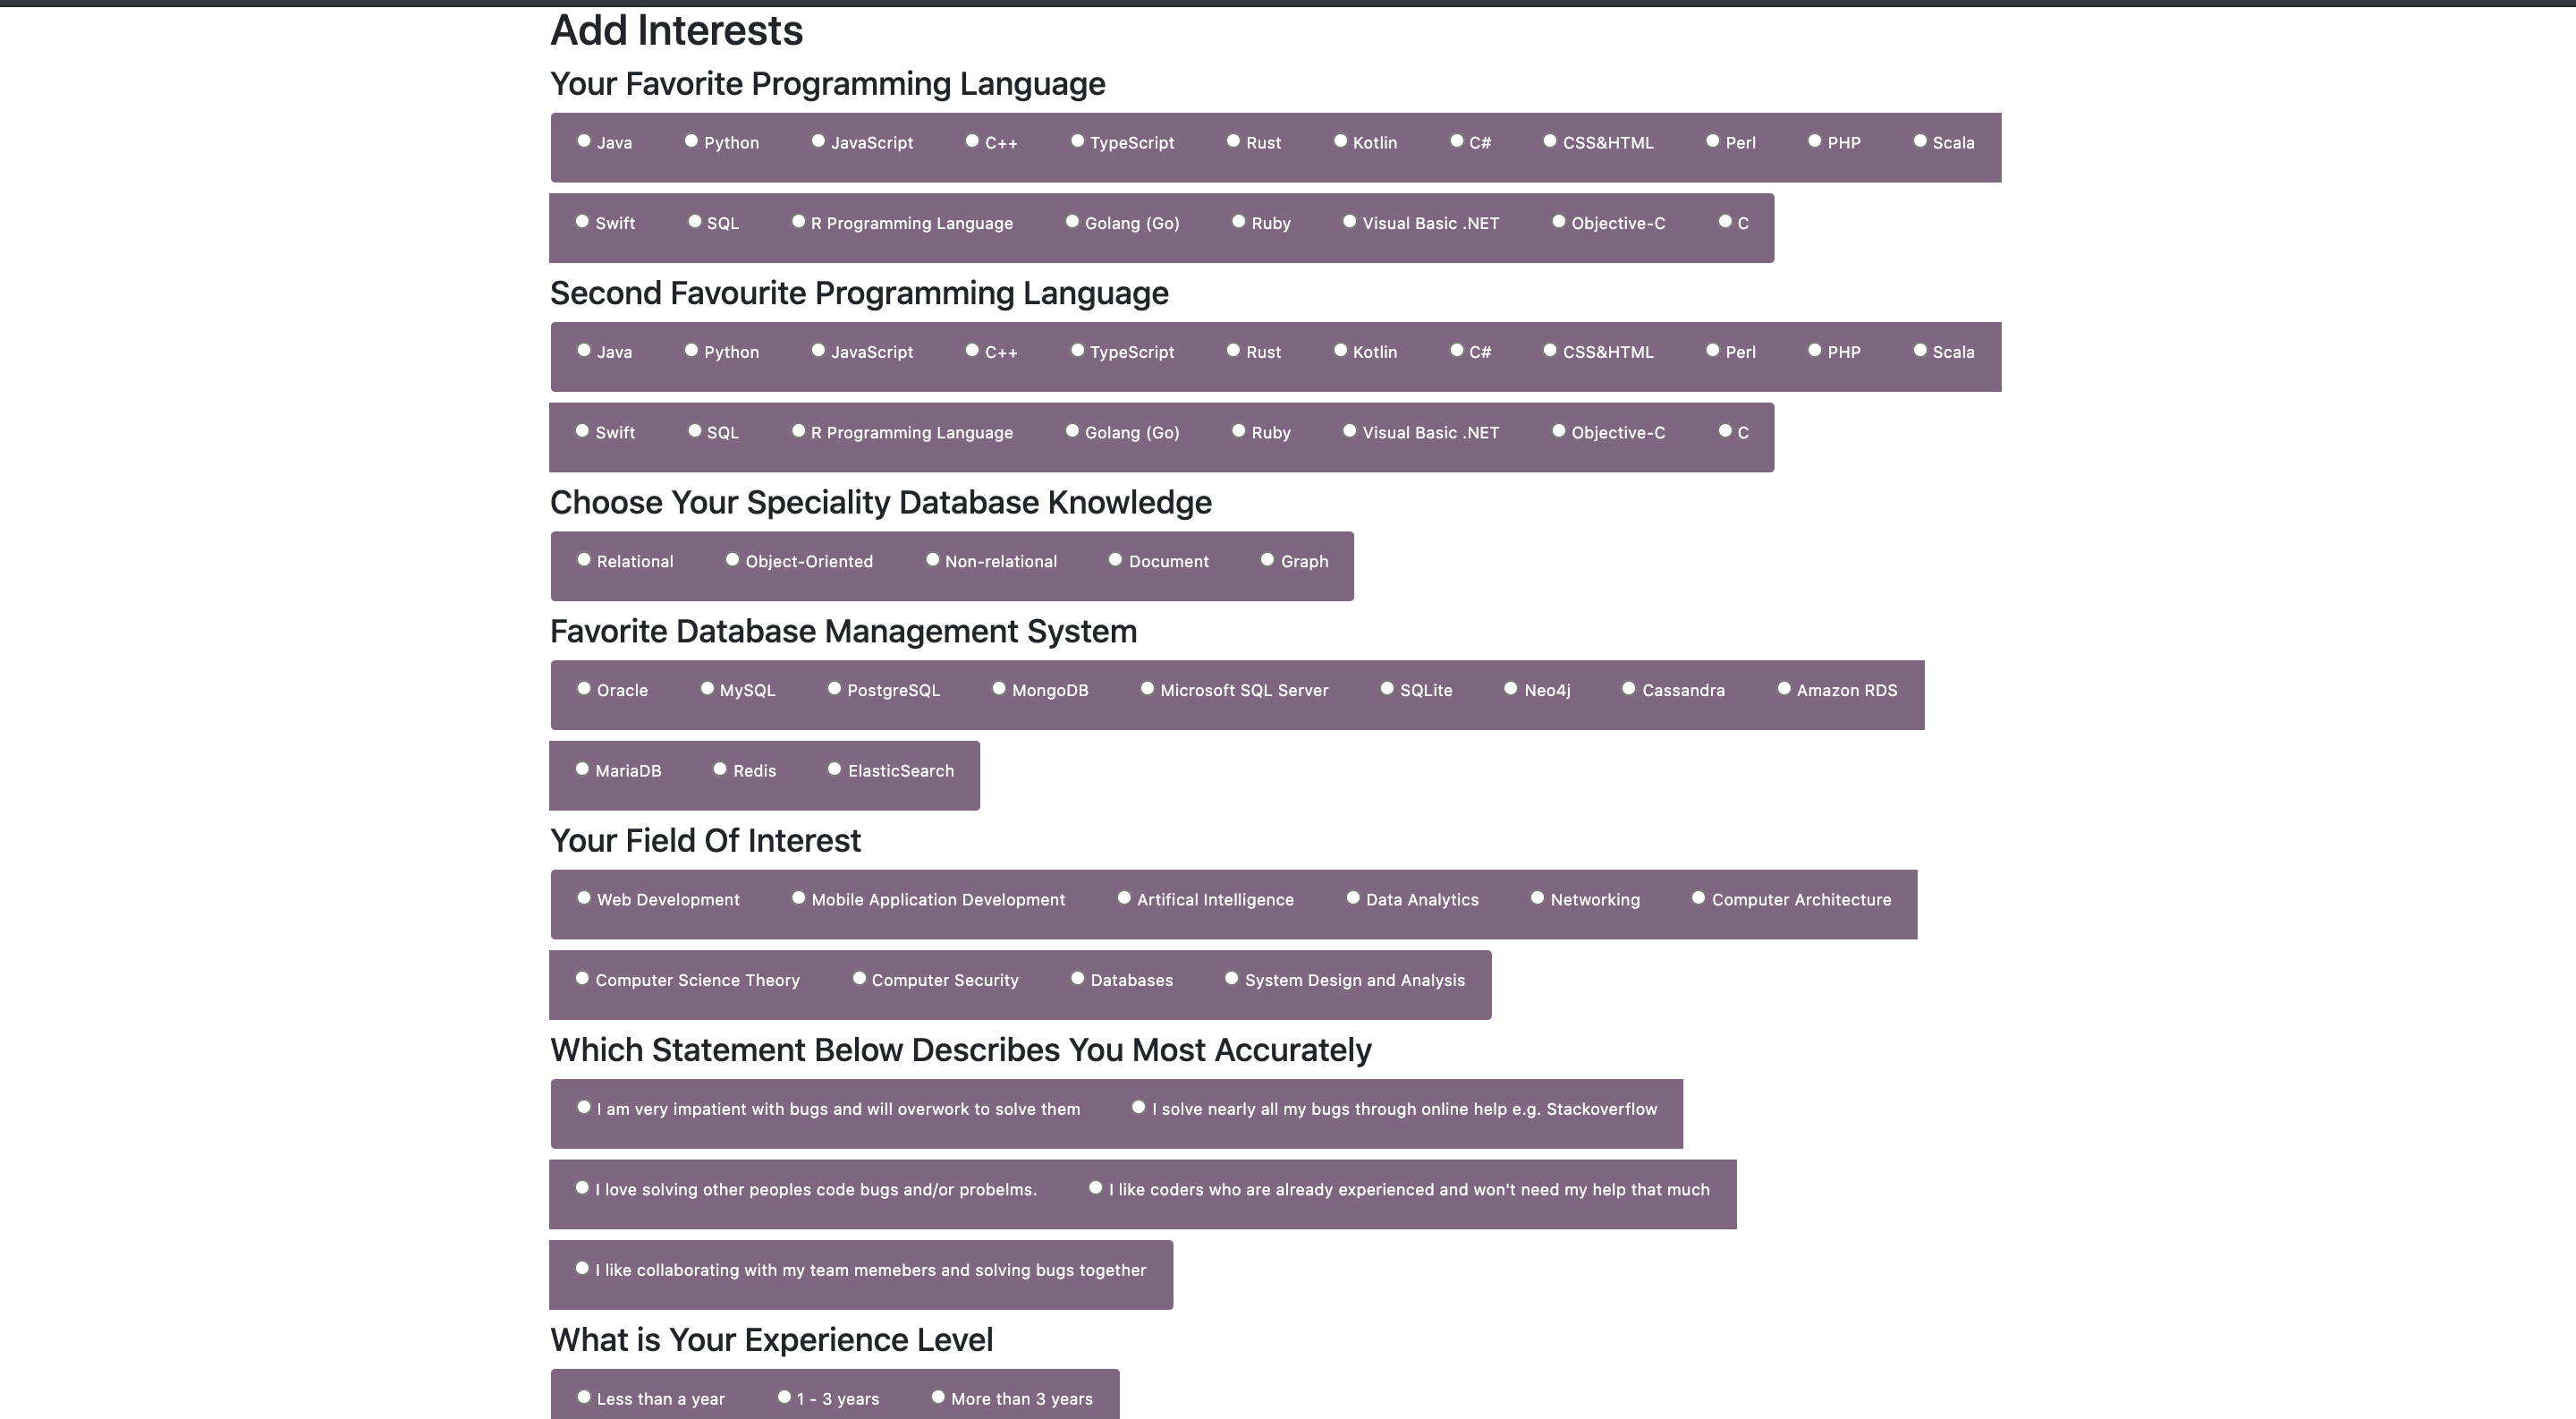 Add Interests
Your Favorite Programming Language
Java Python JavaScript C++ TypeScript Rust Kotlin C# CSS&HTML Perl PHP Scala
Swift SQL R Programming Language Golang (Go) Ruby Visual Basic .NET Objective-C C
Second Favourite Programming Language
Java Python JavaScript C++ TypeScript Rust Kotlin C# CSS&HTML Perl PHP Scala
Swift SQL R Programming Language Golang (Go) Ruby Visual Basic .NET Objective-C C
Choose Your Speciality Database Knowledge
Relational Object-Oriented Non-relational Document Graph
Favorite Database Management System
Oracle MySQL PostgreSQL MongoDB Microsoft SQL Server SQLite Neo4j Cassandra Amazon RDS
MariaDB Redis ElasticSearch
Your Field Of Interest
Web Development Mobile Application Development Artifical Intelligence Data Analytics Networking Computer Architecture
Computer Science Theory Computer Security Databases System Design and Analysis
Which Statement Below Describes You Most Accurately
I am very impatient with bugs and will overwork to solve them I solve nearly all my bugs through online help e.g. Stackoverflow
I love solving other peoples code bugs and/or probelms. I like coders who are already experienced and won't need my help that much
I like collaborating with my team memebers and solving bugs together
What is Your Experience Level
Less than a year 1 - 3 years More than 3 years